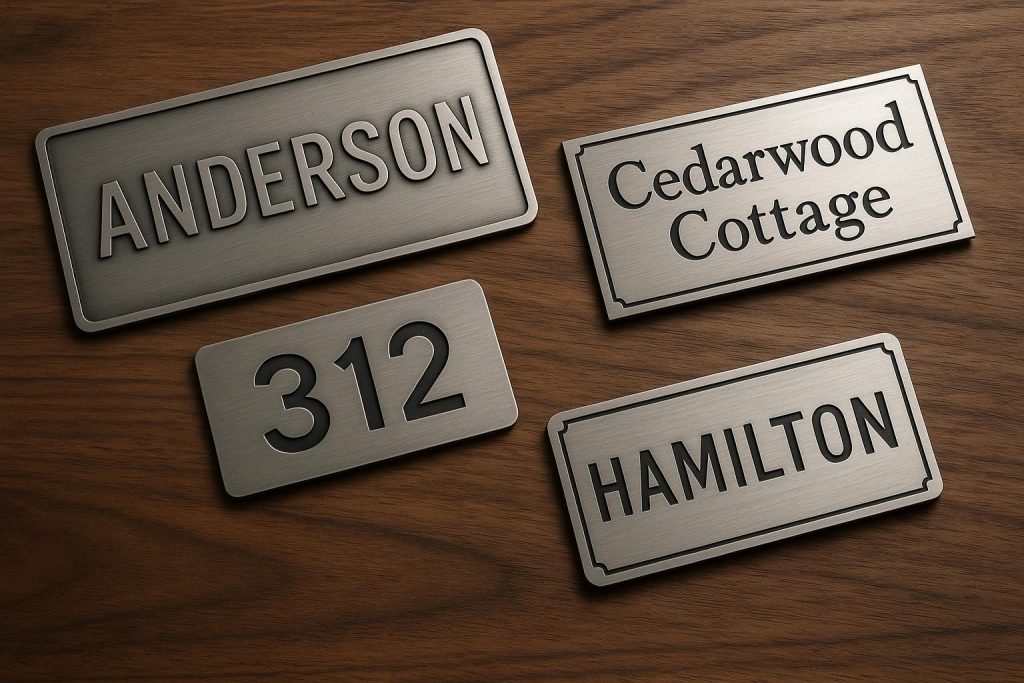 ANDERSON
Cedarwood
Cottage
312
HAMILTON